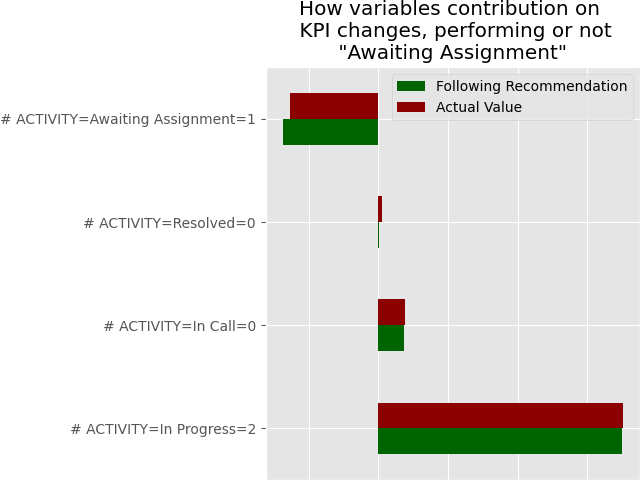 How variables contribution on
KPI changes, performing or not
"Awaiting Assignment"
Following Recommendation
Actual Value
# ACTIVITY=Awaiting Assignment=1
# ACTIVITY=Resolved=0
# ACTIVITY=In Call=0
# ACTIVITY=In Progress=2